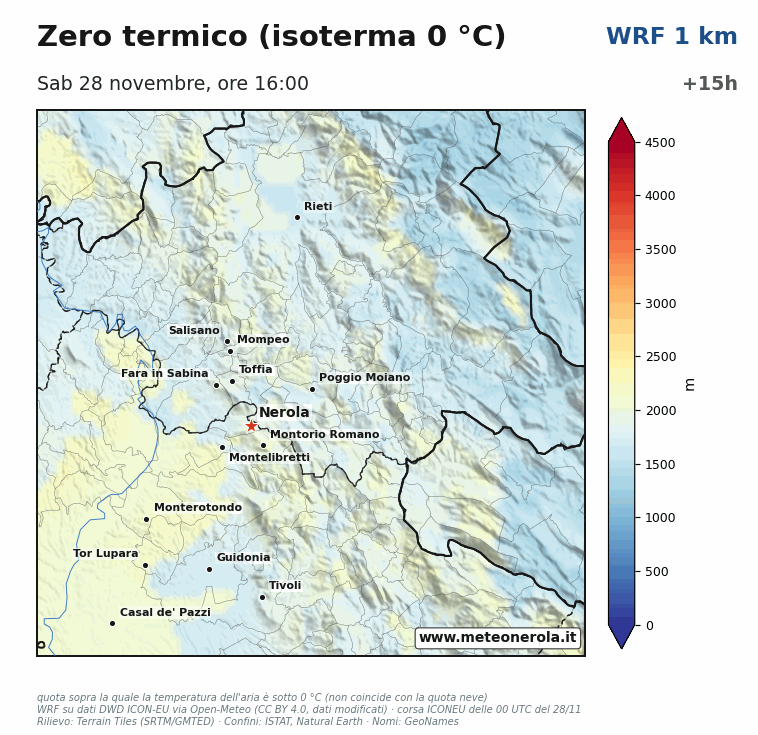 Zero termico (isoterma 0 °C)
WRF 1 km
Sab 28 novembre, ore 16:00
+15h
4500
4000
3500
3000
2500
2000
1500
1000
500
0
m
Rieti
Salisano
Mompeo
Toffia
Fara in Sabina
Poggio Moiano
Nerola
Montorio Romano
Montelibretti
Monterotondo
Tor Lupara
Guidonia
Tivoli
Casal de' Pazzi
www.meteonerola.it
quota sopra la quale la temperatura dell'aria è sotto 0 °C (non coincide con la quota neve)
WRF su dati DWD ICON-EU via Open-Meteo (CC BY 4.0, dati modificati) · corsa ICONEU delle 00 UTC del 28/11
Rilievo: Terrain Tiles (SRTM/GMTED) · Confini: ISTAT, Natural Earth · Nomi: GeoNames